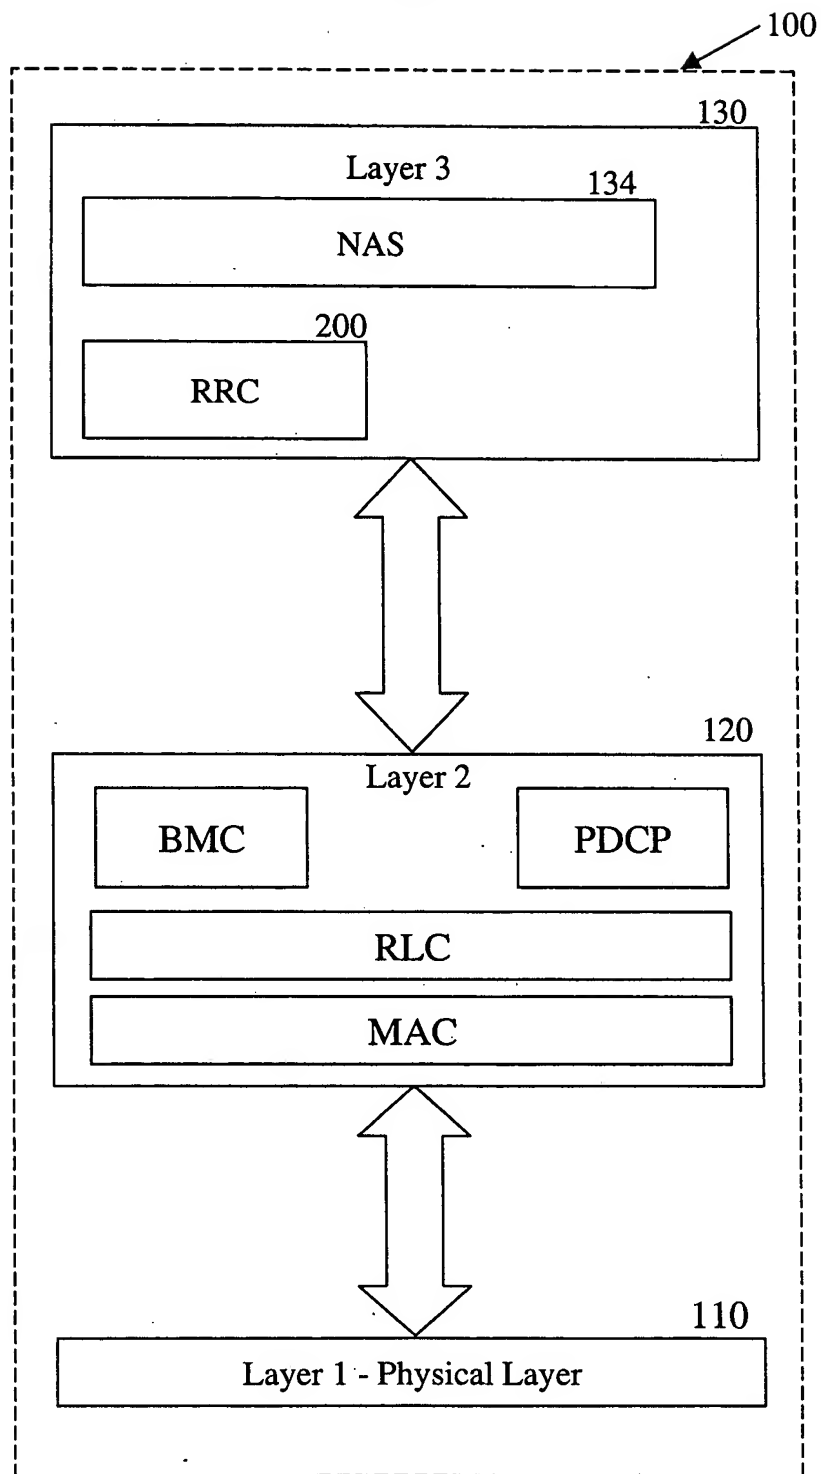 100
130
Layer 3
134
NAS
200
RRC
120
Layer 2
BMC
PDCP
RLC
MAC
110
Layer 1 - Physical Layer